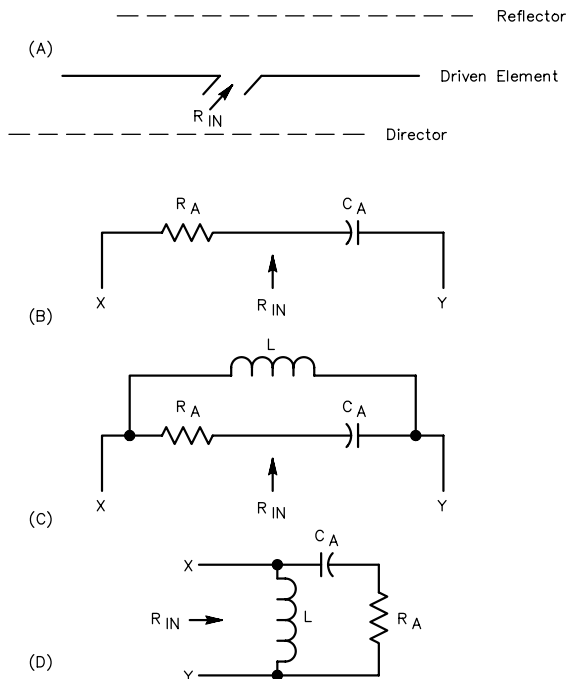 Reflector
(A)
Driven Element
R IN
Director
R A
C A
X
R IN
Y
(B)
L
R A
C A
X
R IN
Y
(C)
C A
X
R IN
L
R A
(D)
Y